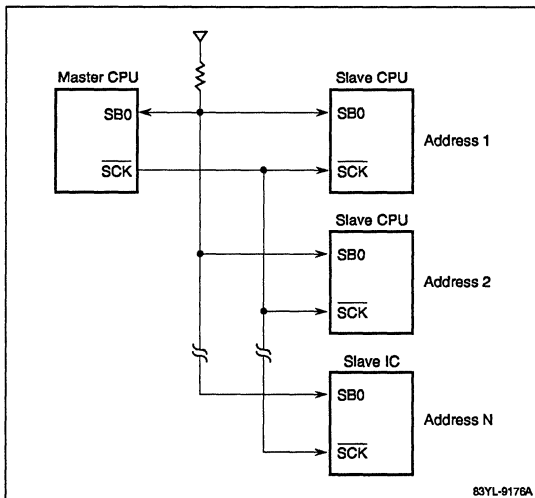 Master CPU
SB0
SCK
Slave CPU
SB0
Address 1
SCK
Slave CPU
SB0
Address 2
SCK
Slave IC
SB0
Address N
SCK
83YL-9176A